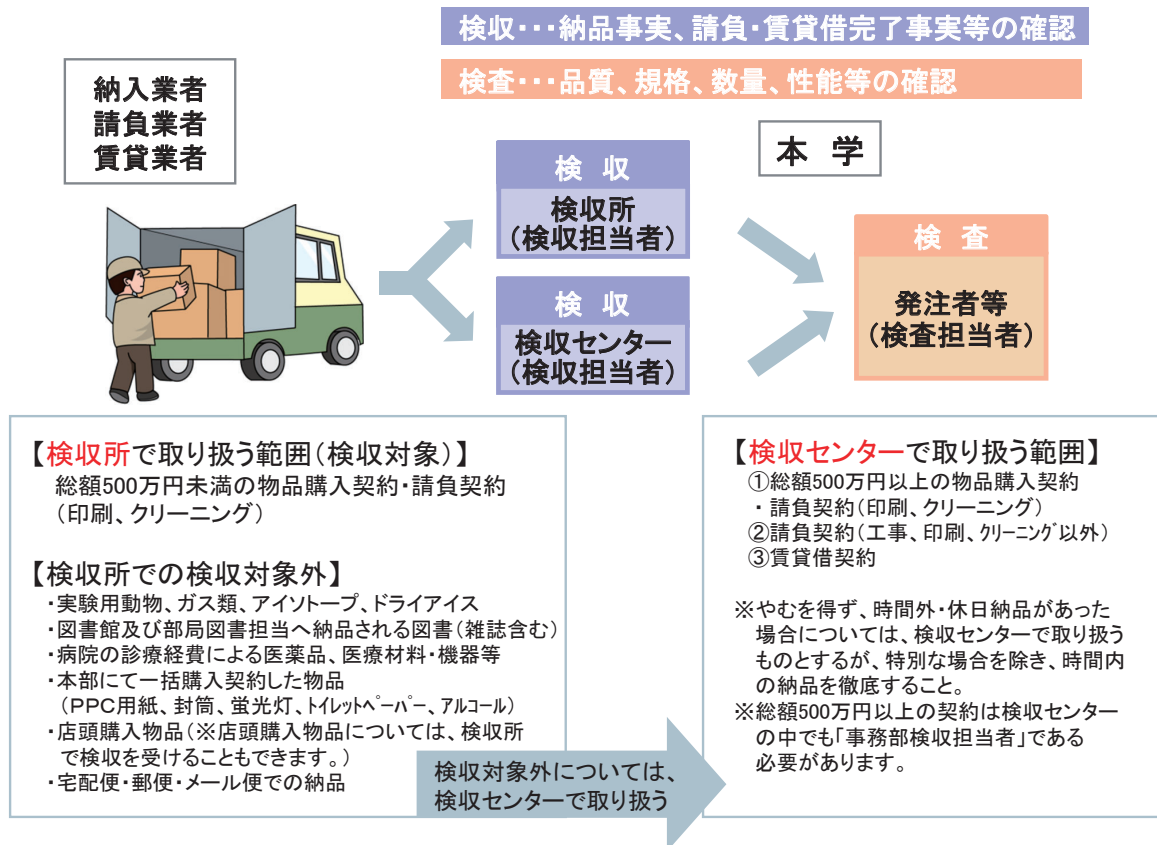 検収･･･納品事実、請負･賃貸借完了事実等の確認
検査･･･品質、規格、数量、性能等の確認
納入業者
請負業者
賃貸業者
本 学
検 収
検収所
(検収担当者)
検 収
検収センター
(検収担当者)
検 査
発注者等
(検査担当者)
【検収所で取り扱う範囲(検収対象)】
総額500万円未満の物品購入契約･請負契約
(印刷、クリーニング)
【検収所での検収対象外】
･実験用動物、ガス類、アイソトープ、ドライアイス
･図書館及び部局図書担当へ納品される図書(雑誌含む)
･病院の診療経費による医薬品、医療材料･機器等
･本部にて一括購入契約した物品
(PPC用紙、封筒、蛍光灯、ﾄｲﾚｯﾄﾍﾟｰﾊﾟｰ、アルコール)
･店頭購入物品(※店頭購入物品については、検収所
で検収を受けることもできます。)
･宅配便･郵便･メール便での納品
検収対象外については、
検収センターで取り扱う
【検収センターで取り扱う範囲】
①総額500万円以上の物品購入契約
･ 請負契約(印刷、クリーニング)
②請負契約(工事、印刷、ｸﾘｰﾆﾝｸﾞ以外)
③賃貸借契約
※やむを得ず、時間外･休日納品があった
場合については、検収センターで取り扱う
ものとするが、特別な場合を除き、時間内
の納品を徹底すること。
※総額500万円以上の契約は検収センター
の中でも「事務部検収担当者」である
必要があります。